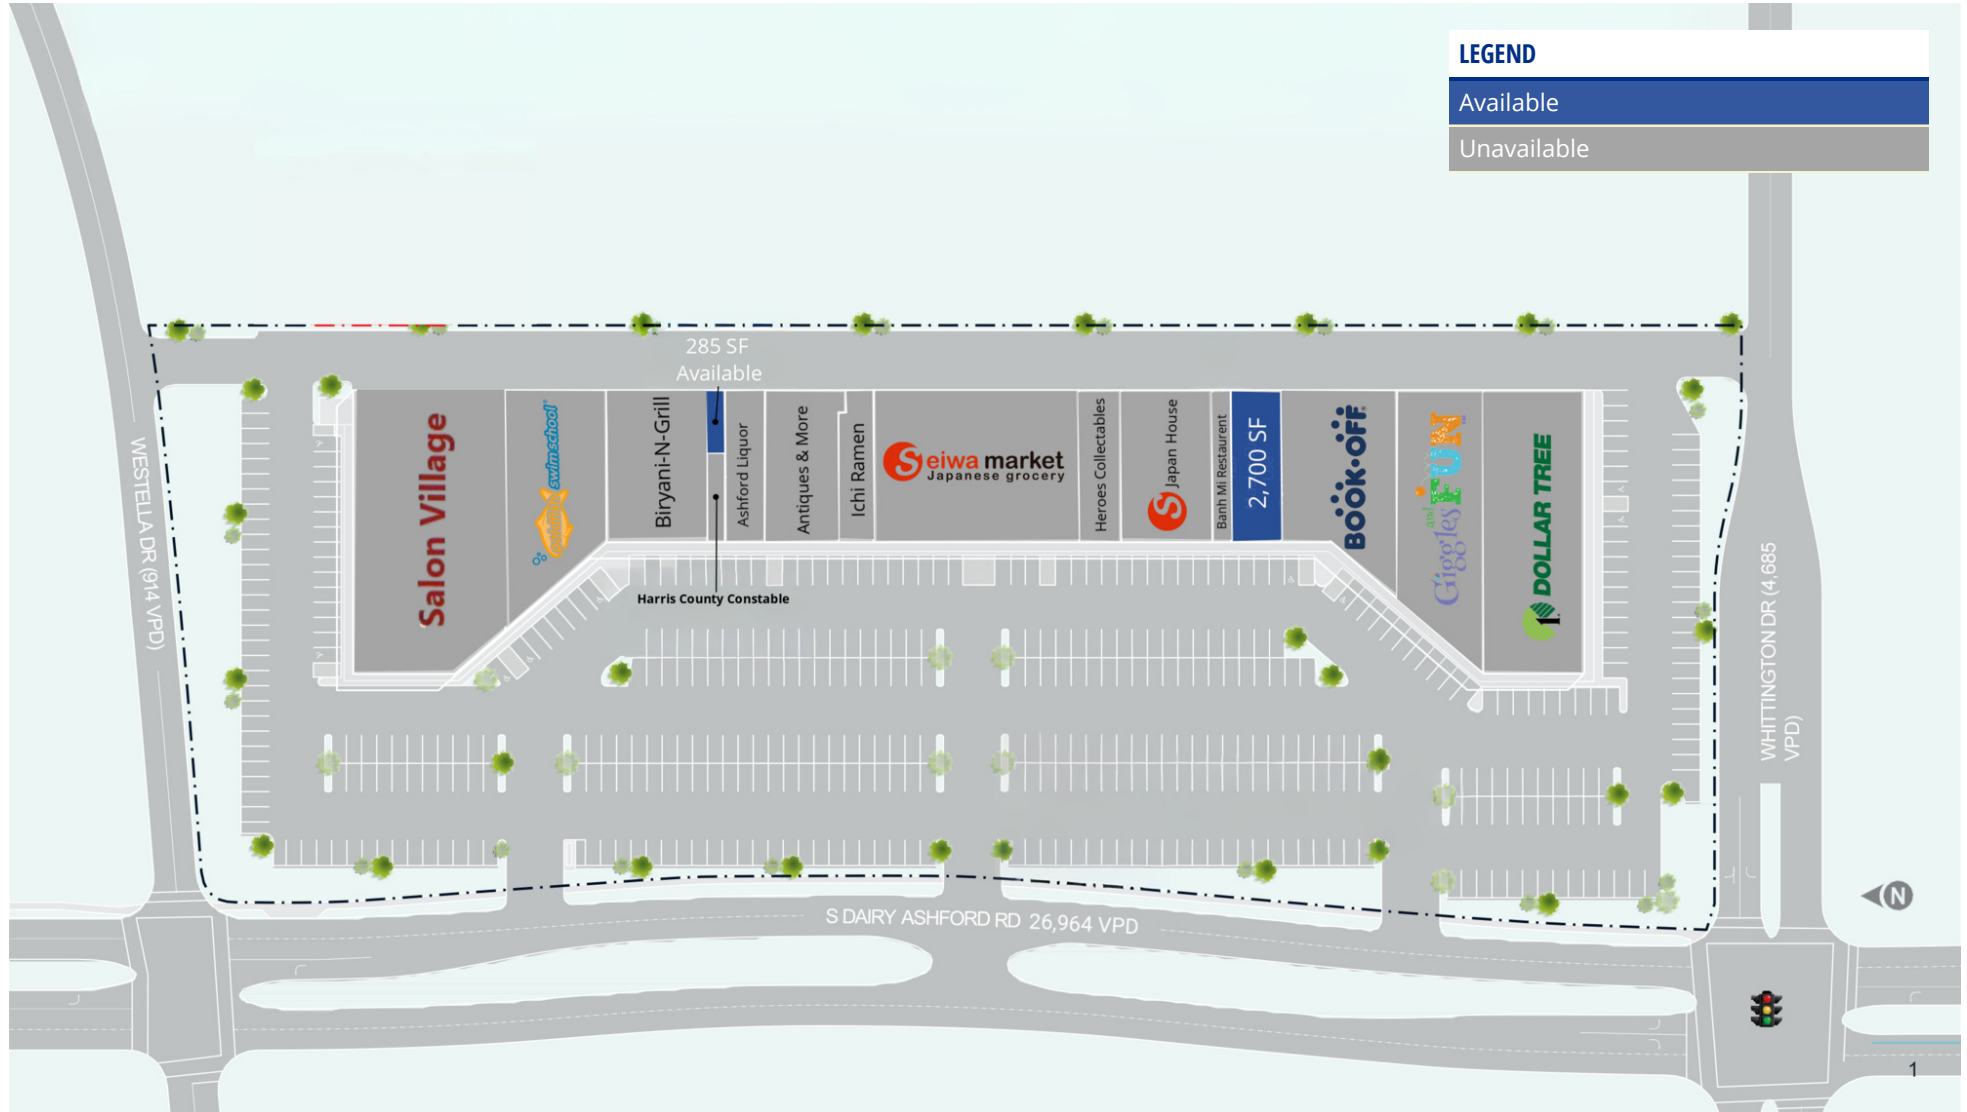 LEGEND
Available
Unavailable
285 SF
Available
WESTELLA DR (914 VPD)
Salon Village
goldfish swimschool
Biryani-N-Grill
Harris County Constable
Ashford Liquor
Antiques & More
Ichi Ramen
Seiwa market
Japanese grocery
Heroes Collectables
S Japan House
Banh Mi Restaurent
2,700 SF
BOOK•OFF
Giggles and FUN
1 DOLLAR TREE
WHITTINGTON DR (4,685
VPD)
S DAIRY ASHFORD RD 26,964 VPD
N
1